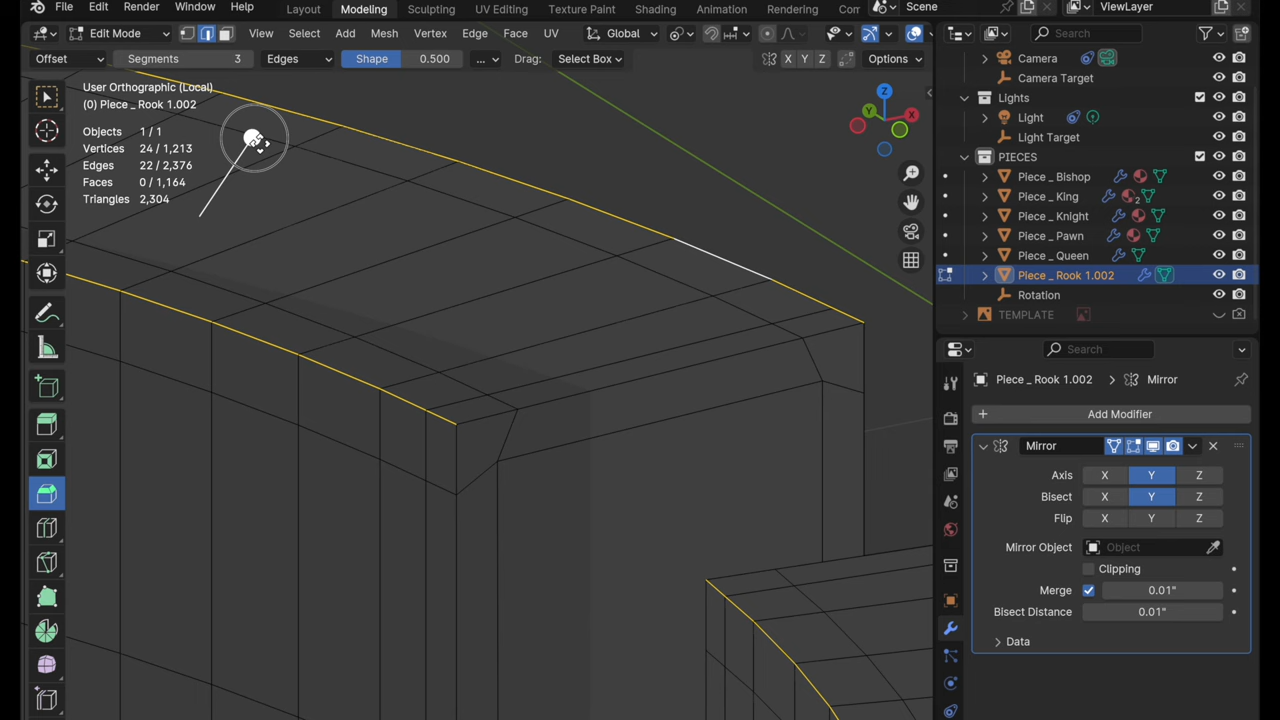 File Edit Render Window Help Layout Modeling Sculpting UV Editing Texture Paint Shading Animation Rendering Com Scene ViewLayer
Edit Mode View Select Add Mesh Vertex Edge Face UV Global Search
Offset Segments 3 Edges Shape 0.500 ... Drag: Select Box X Y Z Options
User Orthographic (Local)
(0) Piece _ Rook 1.002
Objects 1 / 1
Vertices 24 / 1,213
Edges 22 / 2,376
Faces 0 / 1,164
Triangles 2,304
Z
Y
X
Camera
Camera Target
Lights
Light
Light Target
PIECES
Piece _ Bishop
Piece _ King 2
Piece _ Knight
Piece _ Pawn
Piece _ Queen
Piece _ Rook 1.002
Rotation
TEMPLATE
Search
Piece _ Rook 1.002 > Mirror
+ Add Modifier
Mirror
Axis X Y Z
Bisect X Y Z
Flip X Y Z
Mirror Object Object
Clipping
Merge 0.01"
Bisect Distance 0.01"
Data